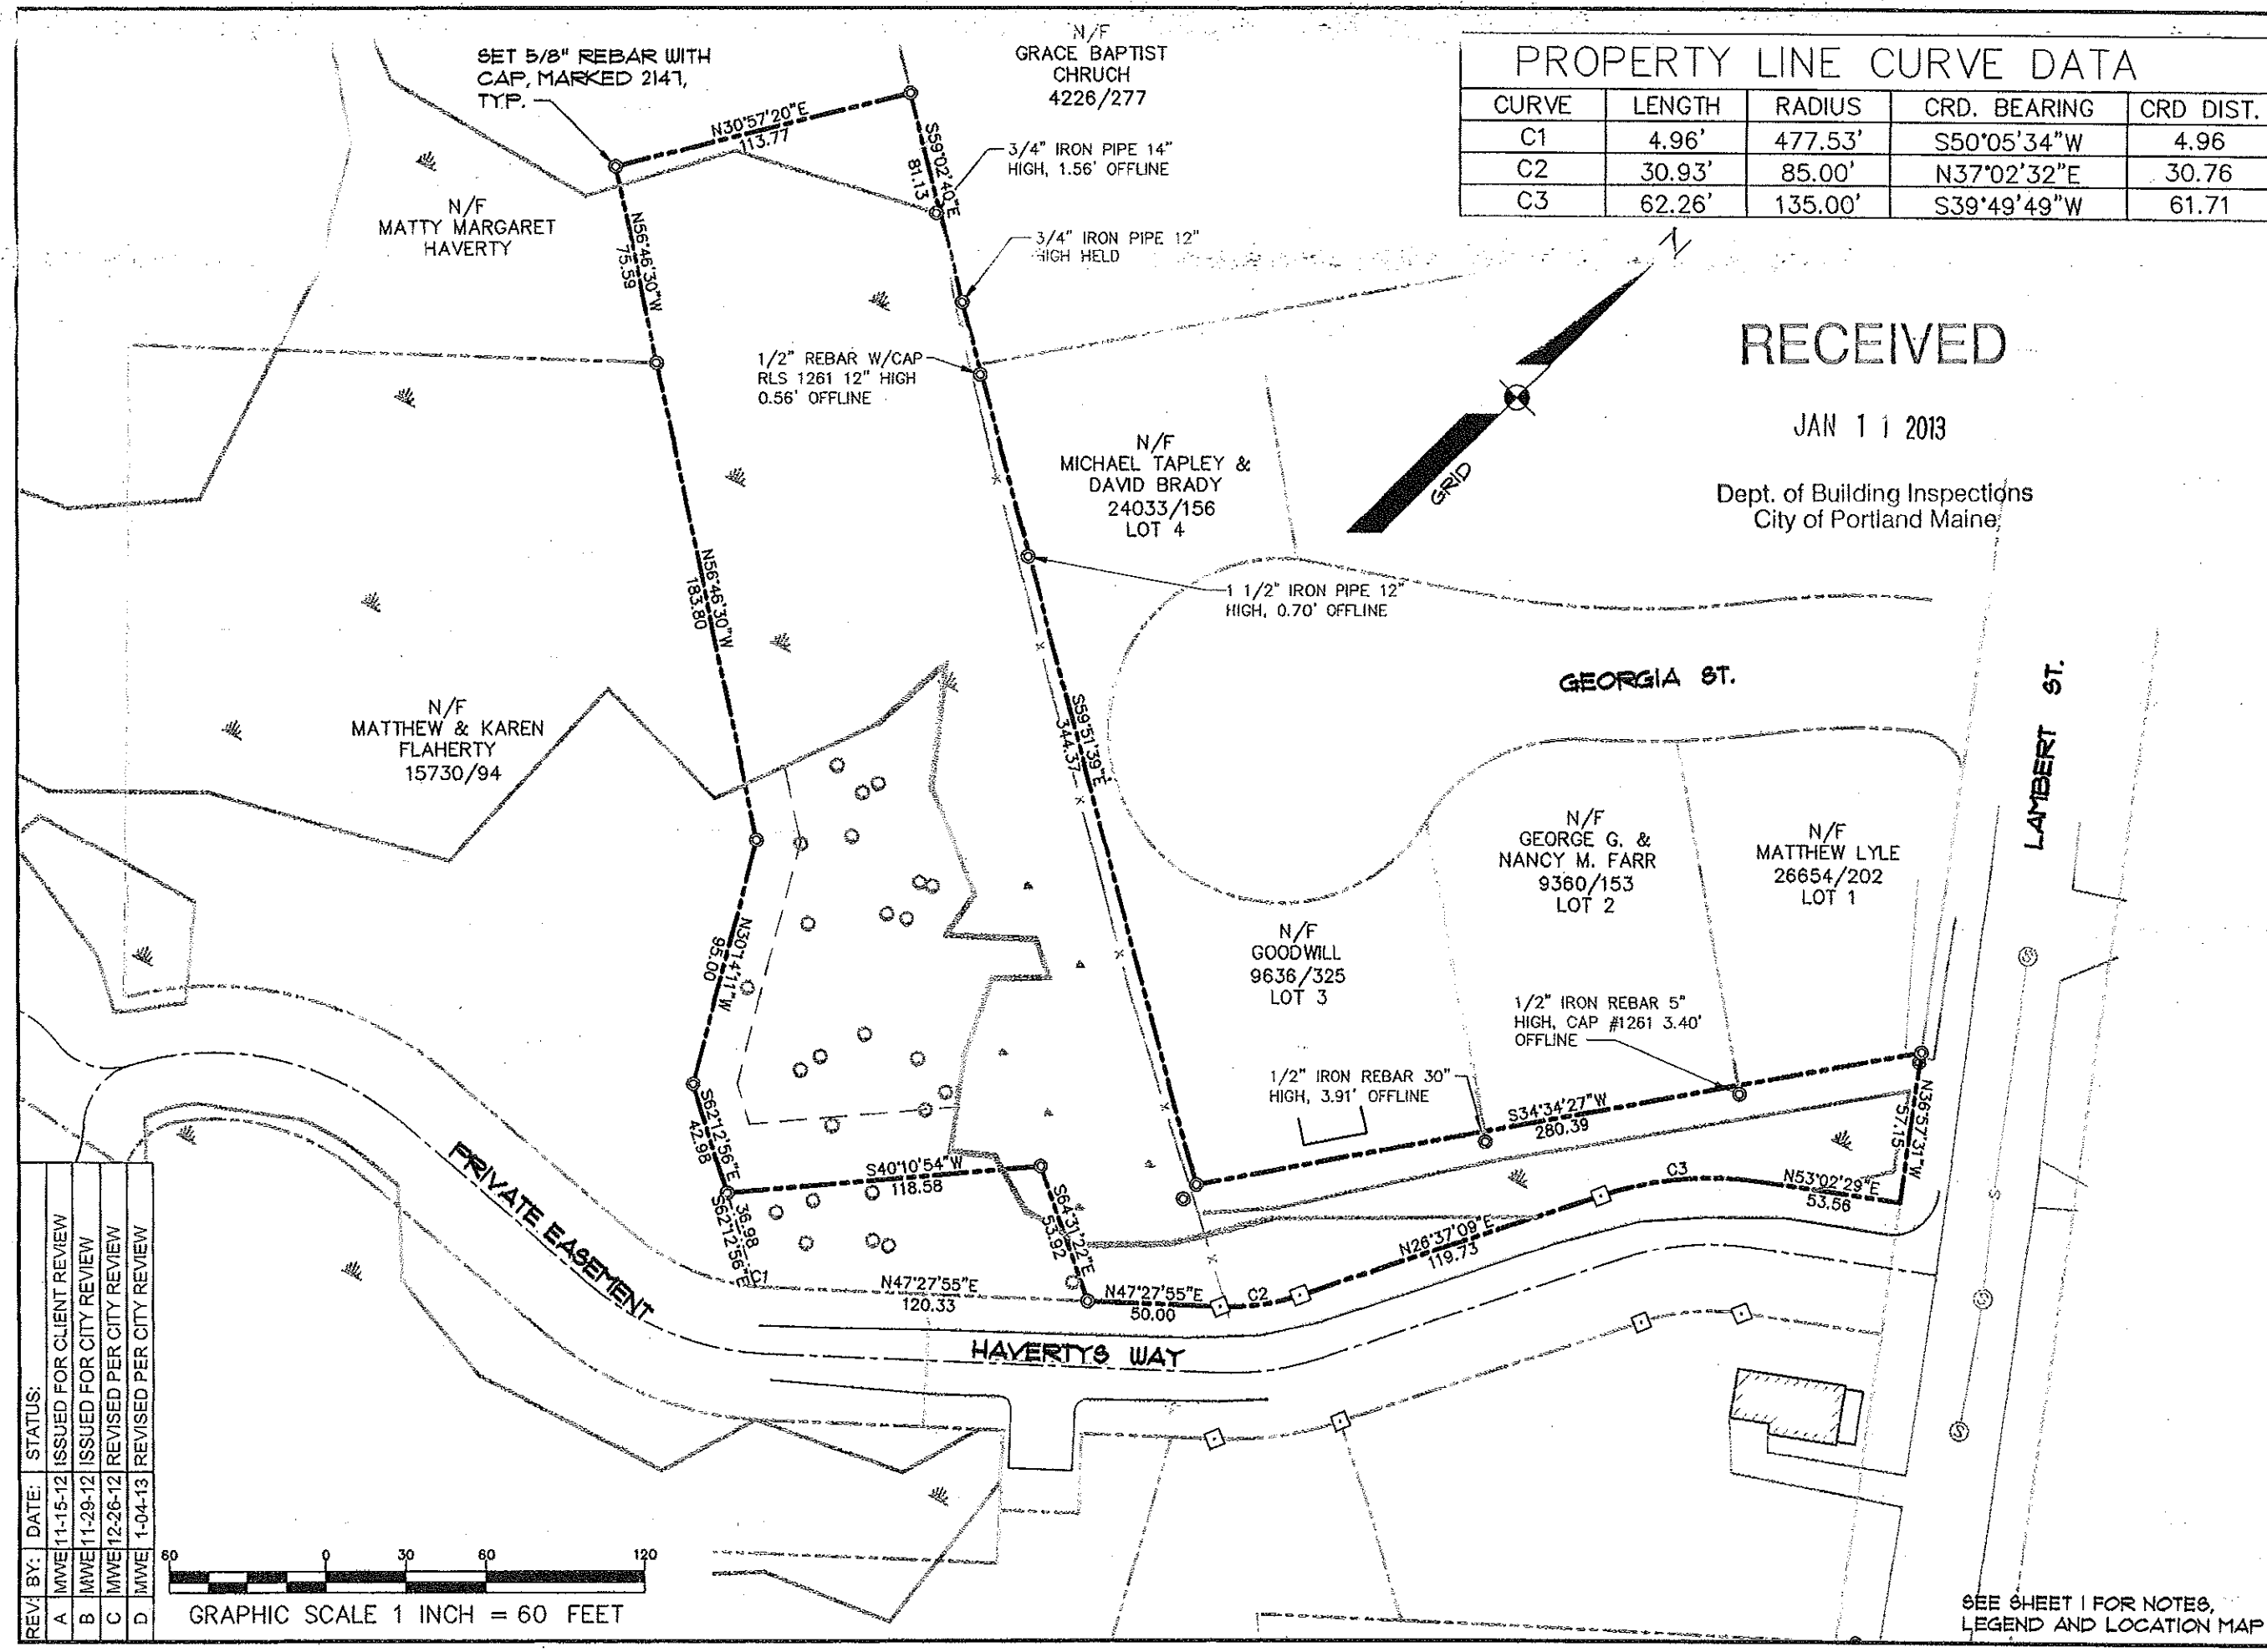 SET 5/8" REBAR WITH
CAP, MARKED 2147,
TYP.
N/F
GRACE BAPTIST
CHRUCH
4226/277
PROPERTY LINE CURVE DATA
CURVE LENGTH RADIUS CRD. BEARING CRD DIST.
C1 4.96' 477.53' S50°05'34"W 4.96
C2 30.93' 85.00' N37°02'32"E 30.76
C3 62.26' 135.00' S39°49'49"W 61.71
N30°57'20"E
113.77
S59°02'40"E
81.13
3/4" IRON PIPE 14"
HIGH, 1.56' OFFLINE
N/F
MATTY MARGARET
HAVERTY
N56°46'30"W
75.59
3/4" IRON PIPE 12"
HIGH HELD
N
GRID
RECEIVED
JAN 11 2013
Dept. of Building Inspections
City of Portland Maine
1/2" REBAR W/CAP
RLS 1261 12" HIGH
0.56' OFFLINE
N/F
MICHAEL TAPLEY &
DAVID BRADY
24033/156
LOT 4
N56°46'30"W
183.80
1 1/2" IRON PIPE 12"
HIGH, 0.70' OFFLINE
GEORGIA ST.
LAMBERT ST.
N/F
MATTHEW & KAREN
FLAHERTY
15730/94
S59°51'39"E
344.37
N/F
GEORGE G. &
NANCY M. FARR
9360/153
LOT 2
N/F
MATTHEW LYLE
26654/202
LOT 1
N/F
GOODWILL
9636/325
LOT 3
N30°14'11"W
95.00
1/2" IRON REBAR 5"
HIGH, CAP #1261 3.40'
OFFLINE
1/2" IRON REBAR 30"
HIGH, 3.91' OFFLINE
S34°34'27"W
280.39
N36°57'31"W
57.15
S62°12'56"E
42.98
S40°10'54"W
118.58
S64°31'22"E
53.92
C3
N53°02'29"E
53.56
36.98
S62°12'56"E
C1
N47°27'55"E
120.33
N47°27'55"E
50.00
C2
N26°37'09"E
119.73
PRIVATE EASEMENT
HAVERTYS WAY
S
S
S
S
REV: BY: DATE: STATUS:
A MWE 11-15-12 ISSUED FOR CLIENT REVIEW
B MWE 11-29-12 ISSUED FOR CITY REVIEW
C MWE 12-26-12 REVISED PER CITY REVIEW
D MWE 1-04-13 REVISED PER CITY REVIEW
60 0 30 60 120
GRAPHIC SCALE 1 INCH = 60 FEET
SEE SHEET 1 FOR NOTES,
LEGEND AND LOCATION MAP